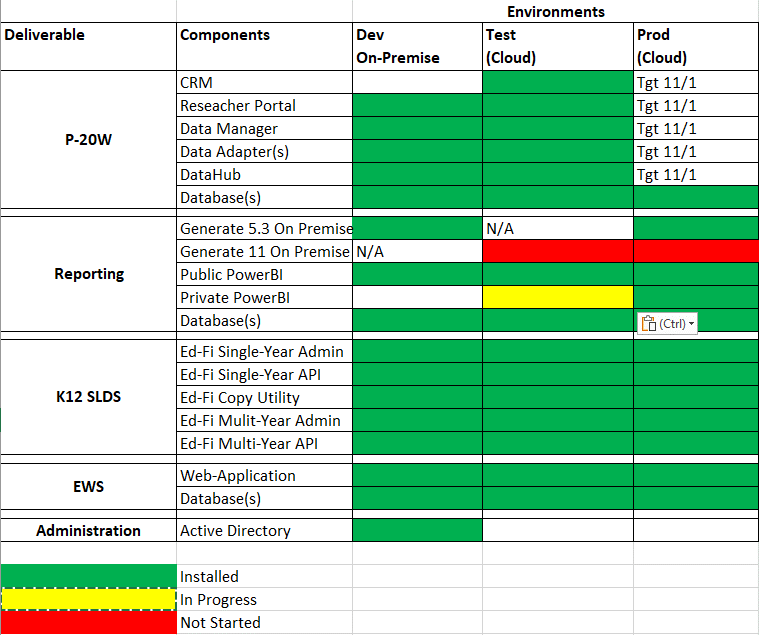 Environments
Deliverable Components Dev Test Prod
On-Premise (Cloud) (Cloud)
CRM Tgt 11/1
Reseacher Portal Tgt 11/1
Data Manager Tgt 11/1
P-20W
Data Adapter(s) Tgt 11/1
DataHub Tgt 11/1
Database(s)
Generate 5.3 On Premise N/A
Generate 11 On Premise N/A
Reporting Public PowerBI
Private PowerBI
Database(s) (Ctrl)
Ed-Fi Single-Year Admin
Ed-Fi Single-Year API
K12 SLDS Ed-Fi Copy Utility
Ed-Fi Mulit-Year Admin
Ed-Fi Multi-Year API
Web-Application
EWS
Database(s)
Administration Active Directory
Installed
In Progress
Not Started